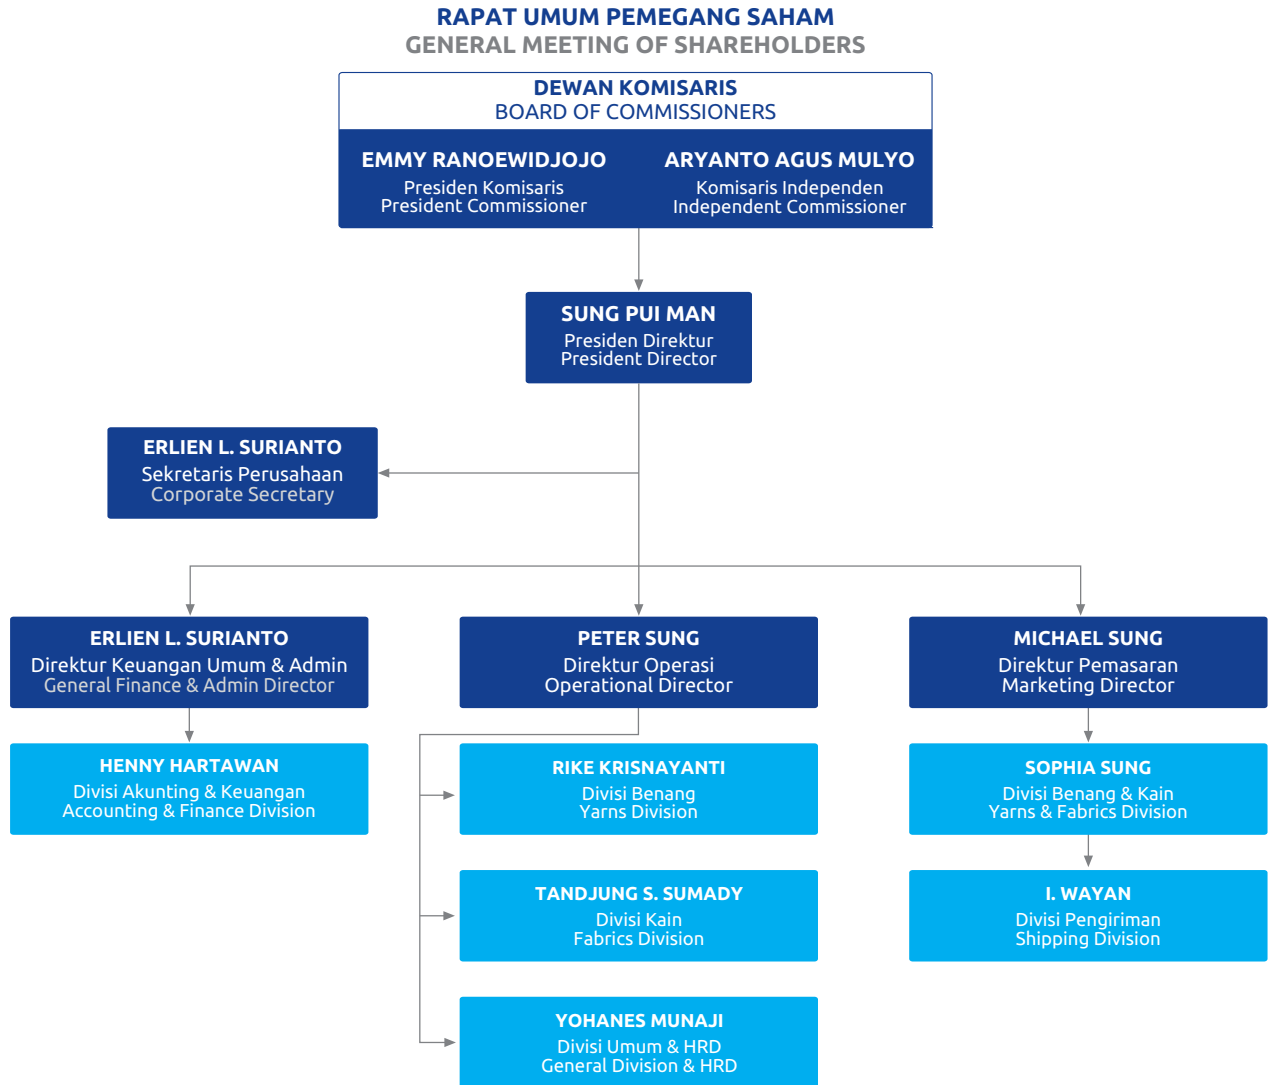 RAPAT UMUM PEMEGANG SAHAM
GENERAL MEETING OF SHAREHOLDERS
DEWAN KOMISARIS
BOARD OF COMMISSIONERS
EMMY RANOEWIDJOJO
Presiden Komisaris
President Commissioner
ARYANTO AGUS MULYO
Komisaris Independen
Independent Commissioner
SUNG PUI MAN
Presiden Direktur
President Director
ERLIEN L. SURIANTO
Sekretaris Perusahaan
Corporate Secretary
ERLIEN L. SURIANTO
Direktur Keuangan Umum & Admin
General Finance & Admin Director
PETER SUNG
Direktur Operasi
Operational Director
MICHAEL SUNG
Direktur Pemasaran
Marketing Director
HENNY HARTAWAN
Divisi Akunting & Keuangan
Accounting & Finance Division
RIKE KRISNAYANTI
Divisi Benang
Yarns Division
SOPHIA SUNG
Divisi Benang & Kain
Yarns & Fabrics Division
TANDJUNG S. SUMADY
Divisi Kain
Fabrics Division
I. WAYAN
Divisi Pengiriman
Shipping Division
YOHANES MUNAJI
Divisi Umum & HRD
General Division & HRD